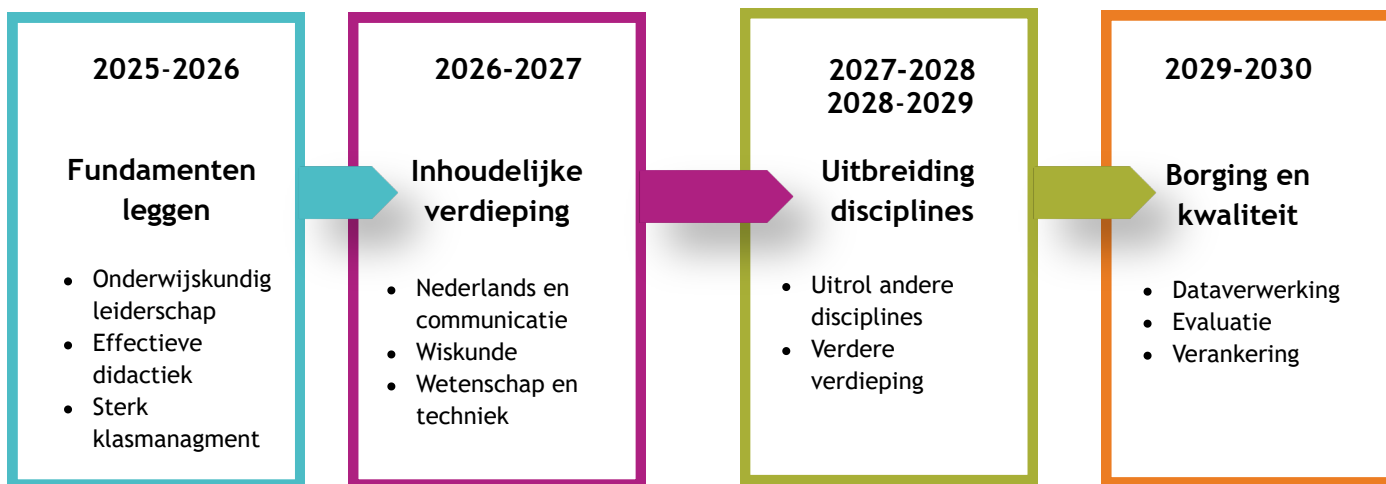 2025-2026
Fundamenten
leggen
Onderwijskundig
leiderschap
Effectieve
didactiek
Sterk
klasmanagment
2026-2027
Inhoudelijke
verdieping
Nederlands en
communicatie
Wiskunde
Wetenschap en
techniek
2027-2028
2028-2029
Uitbreiding
disciplines
Uitrol andere
disciplines
Verdere
verdieping
2029-2030
Borging en
kwaliteit
Dataverwerking
Evaluatie
Verankering